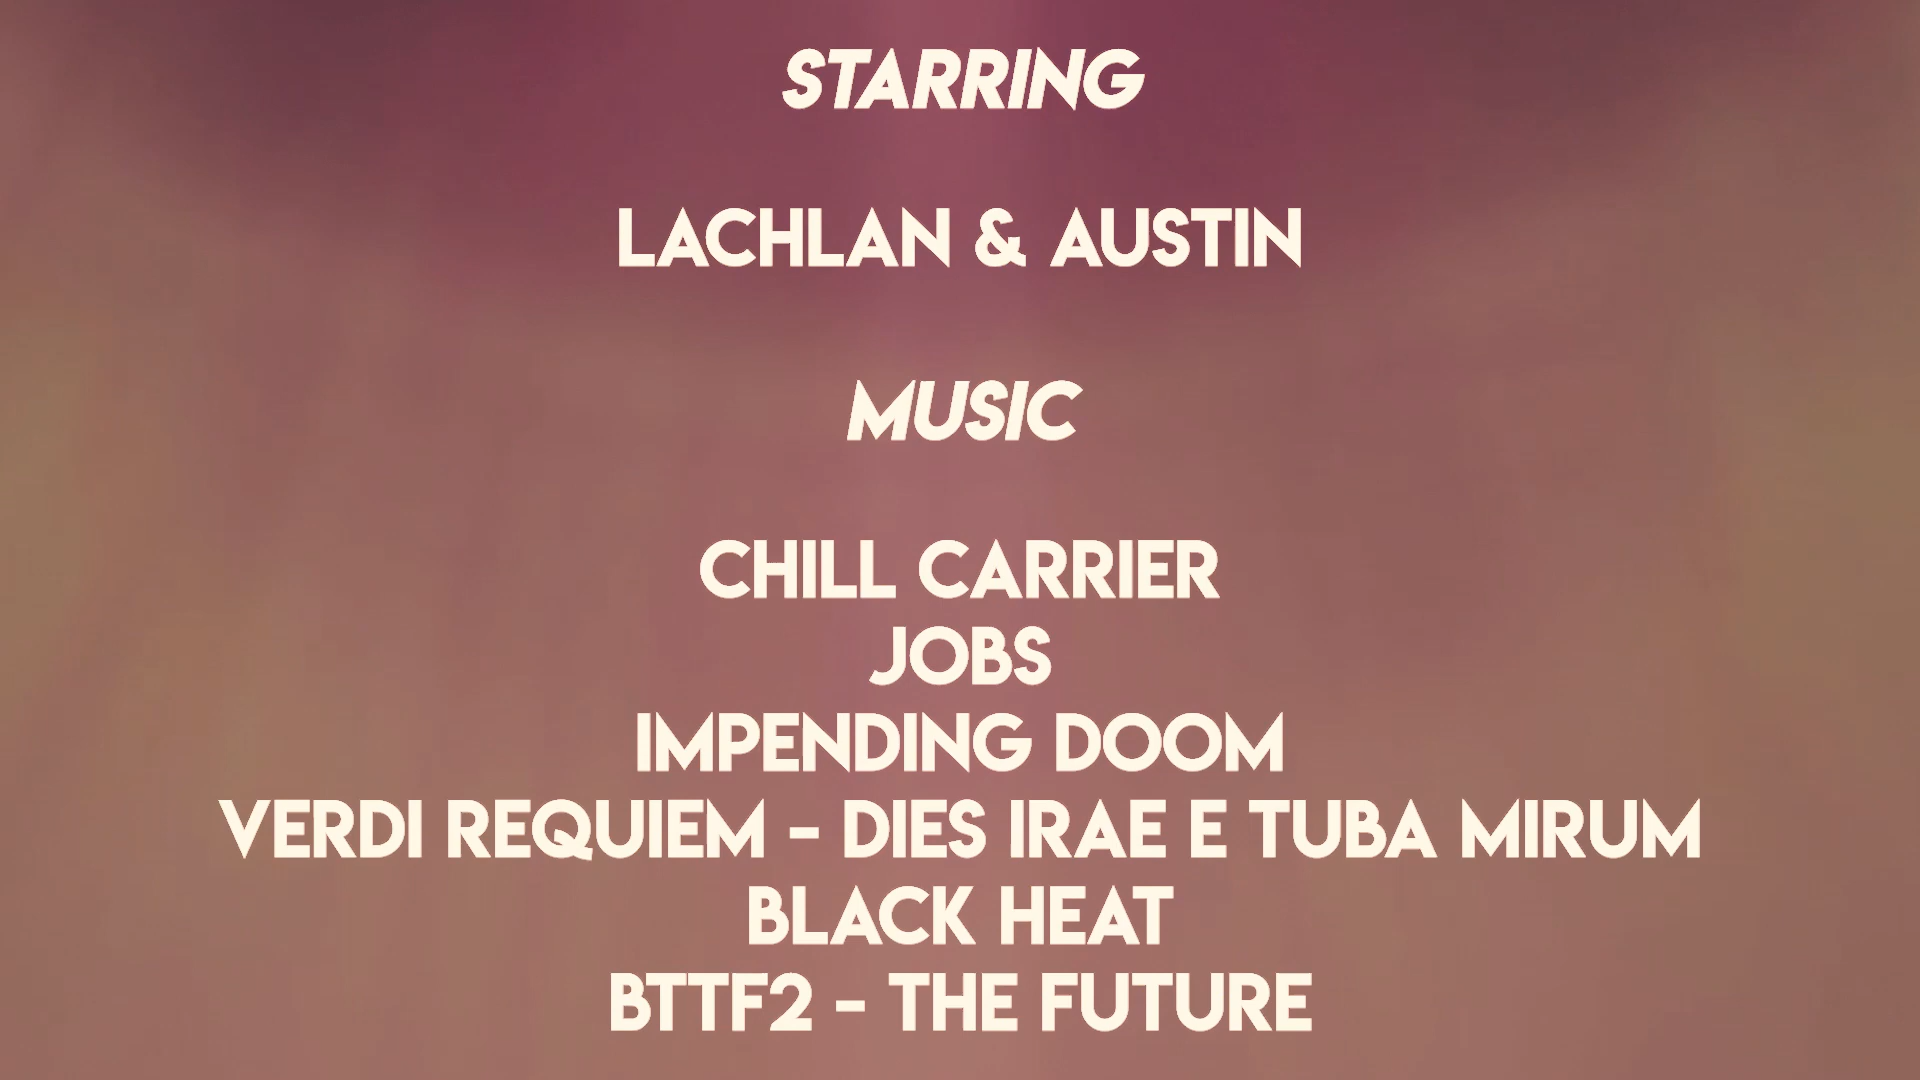 STARRING
LACHLAN & AUSTIN
MUSIC
CHILL CARRIER
JOBS
IMPENDING DOOM
VERDI REQUIEM - DIES IRAE E TUBA MIRUM
BLACK HEAT
BTTF2 - THE FUTURE